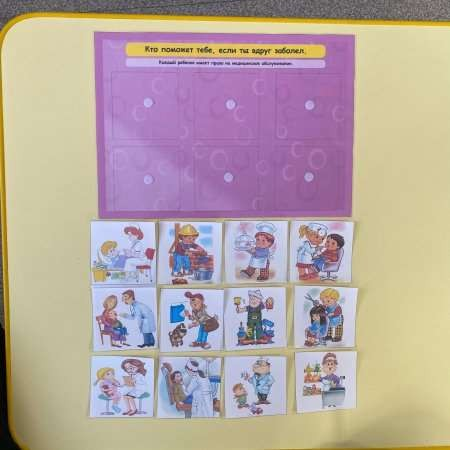 Кто поможет тебе, если ты вдруг заболел.
Каждый ребенок имеет право на медицинское обслуживание.